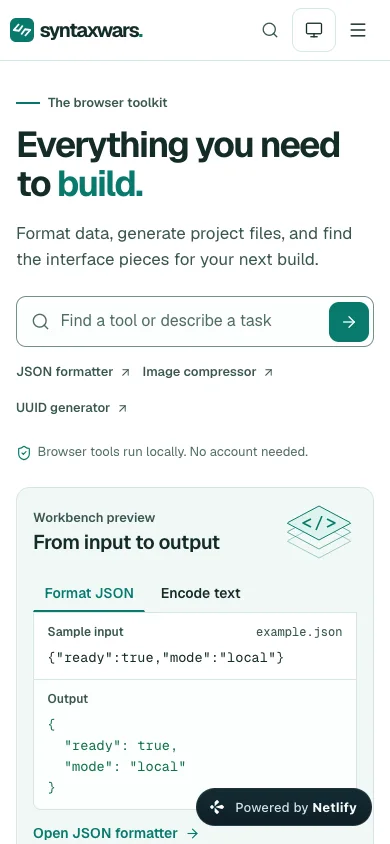 syntaxwars.
The browser toolkit
Everything you need
to build.
Format data, generate project files, and find
the interface pieces for your next build.
Find a tool or describe a task
JSON formatter ↗ Image compressor ↗
UUID generator ↗
Browser tools run locally. No account needed.
Workbench preview
From input to output
</>
Format JSON Encode text
Sample input example.json
{"ready":true,"mode":"local"}
Output
{
  "ready": true,
  "mode": "local"
}
Powered by Netlify
Open JSON formatter →